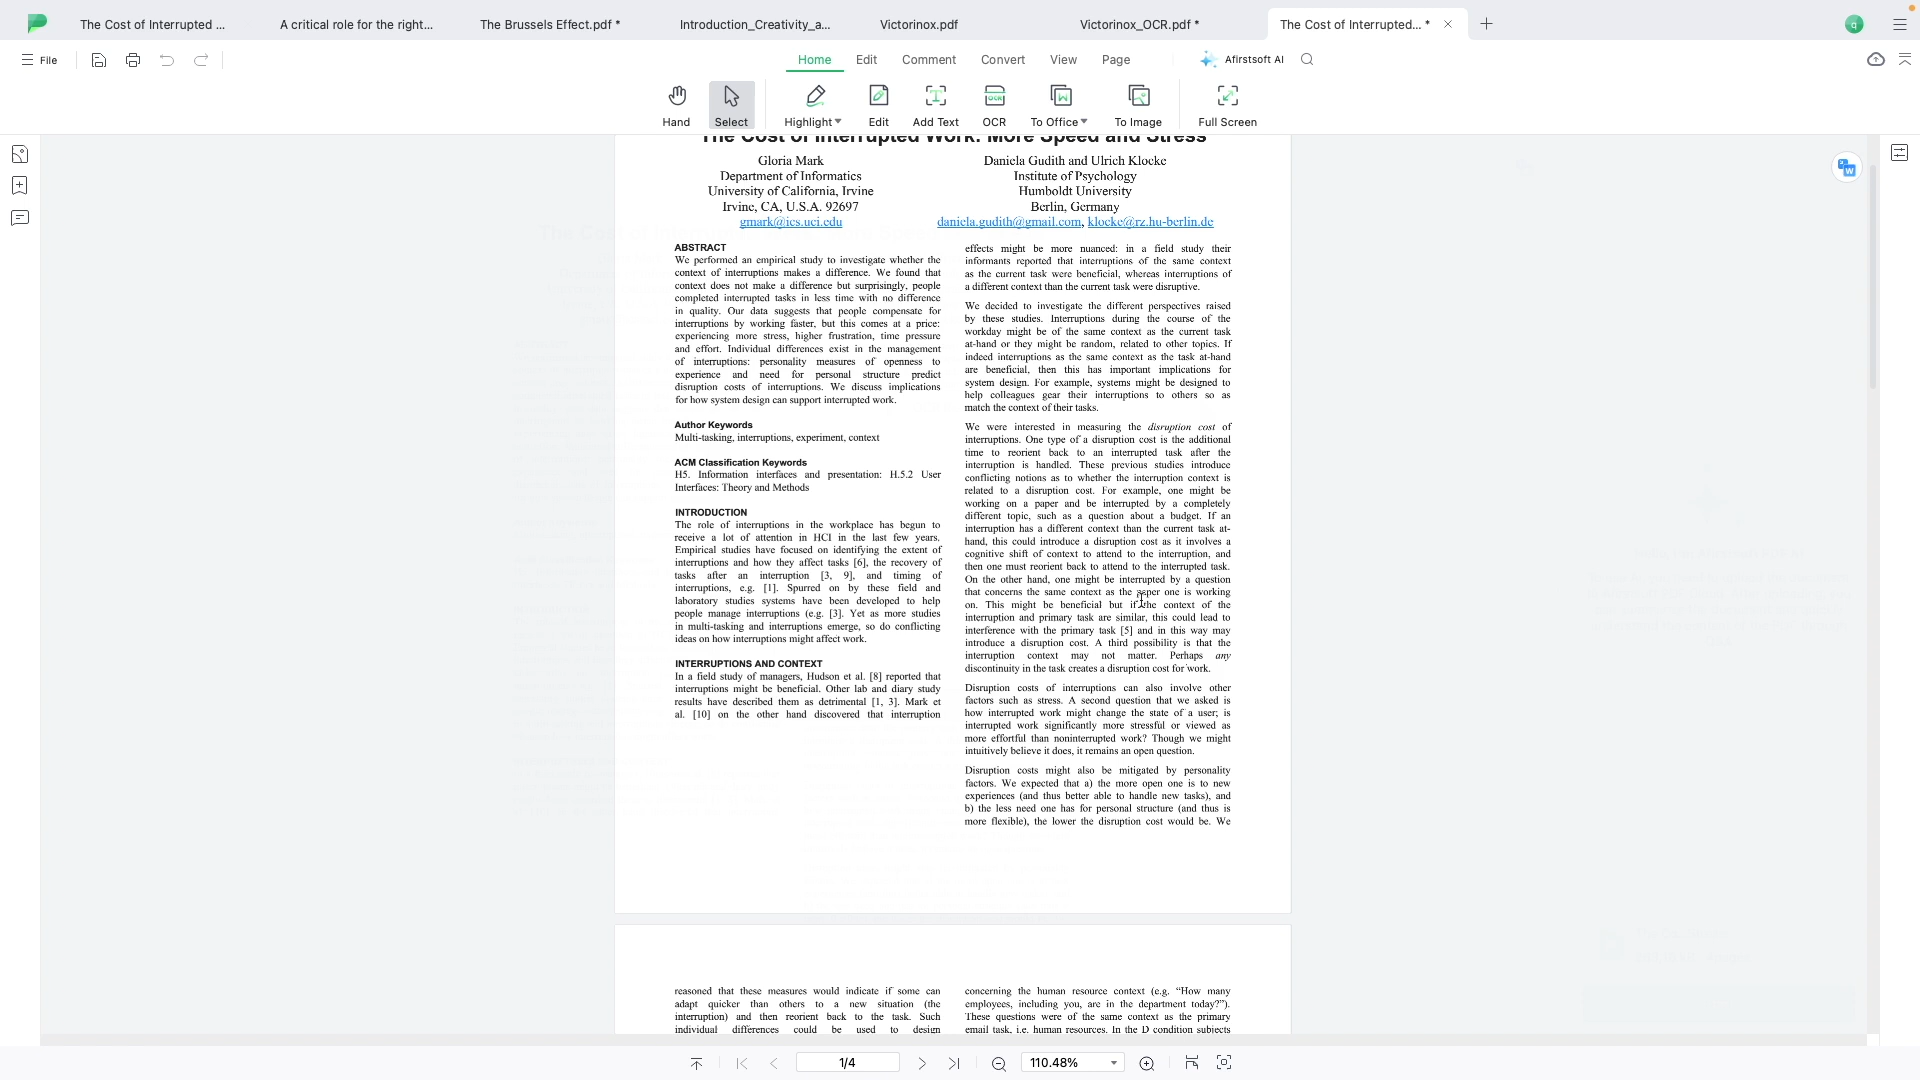 The Cost of Interrupted ...
A critical role for the right...
The Brussels Effect.pdf *
Introduction_Creativity_a...
Victorinox.pdf
Victorinox_OCR.pdf *
The Cost of Interrupted... *
q
File
Home
Edit
Comment
Convert
View
Page
Afirstsoft AI
Hand
Select
Highlight
Edit
Add Text
OCR
To Office
To Image
Full Screen
The Cost of Interrupted Work: More Speed and Stress
Gloria Mark
Department of Informatics
University of California, Irvine
Irvine, CA, U.S.A. 92697
gmark@ics.uci.edu
Daniela Gudith and Ulrich Klocke
Institute of Psychology
Humboldt University
Berlin, Germany
daniela.gudith@gmail.com, klocke@rz.hu-berlin.de
ABSTRACT
We performed an empirical study to investigate whether the
context of interruptions makes a difference. We found that
context does not make a difference but surprisingly, people
completed interrupted tasks in less time with no difference
in quality. Our data suggests that people compensate for
interruptions by working faster, but this comes at a price:
experiencing more stress, higher frustration, time pressure
and effort. Individual differences exist in the management
of interruptions: personality measures of openness to
experience and need for personal structure predict
disruption costs of interruptions. We discuss implications
for how system design can support interrupted work.
Author Keywords
Multi-tasking, interruptions, experiment, context
ACM Classification Keywords
H5. Information interfaces and presentation: H.5.2 User
Interfaces: Theory and Methods
INTRODUCTION
The role of interruptions in the workplace has begun to
receive a lot of attention in HCI in the last few years.
Empirical studies have focused on identifying the extent of
interruptions and how they affect tasks [6], the recovery of
tasks after an interruption [3, 9], and timing of
interruptions, e.g. [1]. Spurred on by these field and
laboratory studies systems have been developed to help
people manage interruptions (e.g. [3]. Yet as more studies
in multi-tasking and interruptions emerge, so do conflicting
ideas on how interruptions might affect work.
INTERRUPTIONS AND CONTEXT
In a field study of managers, Hudson et al. [8] reported that
interruptions might be beneficial. Other lab and diary study
results have described them as detrimental [1, 3]. Mark et
al. [10] on the other hand discovered that interruption
effects might be more nuanced: in a field study their
informants reported that interruptions of the same context
as the current task were beneficial, whereas interruptions of
a different context than the current task were disruptive.
We decided to investigate the different perspectives raised
by these studies. Interruptions during the course of the
workday might be of the same context as the current task
at-hand or they might be random, related to other topics. If
indeed interruptions as the same context as the task at-hand
are beneficial, then this has important implications for
system design. For example, systems might be designed to
help colleagues gear their interruptions to others so as
match the context of their tasks.
We were interested in measuring the disruption cost of
interruptions. One type of a disruption cost is the additional
time to reorient back to an interrupted task after the
interruption is handled. These previous studies introduce
conflicting notions as to whether the interruption context is
related to a disruption cost. For example, one might be
working on a paper and be interrupted by a completely
different topic, such as a question about a budget. If an
interruption has a different context than the current task at-
hand, this could introduce a disruption cost as it involves a
cognitive shift of context to attend to the interruption, and
then one must reorient back to attend to the interrupted task.
On the other hand, one might be interrupted by a question
that concerns the same context as the paper one is working
on. This might be beneficial but if the context of the
interruption and primary task are similar, this could lead to
interference with the primary task [5] and in this way may
introduce a disruption cost. A third possibility is that the
interruption context may not matter. Perhaps any
discontinuity in the task creates a disruption cost for work.
Disruption costs of interruptions can also involve other
factors such as stress. A second question that we asked is
how interrupted work might change the state of a user; is
interrupted work significantly more stressful or viewed as
more effortful than noninterrupted work? Though we might
intuitively believe it does, it remains an open question.
Disruption costs might also be mitigated by personality
factors. We expected that a) the more open one is to new
experiences (and thus better able to handle new tasks), and
b) the less need one has for personal structure (and thus is
more flexible), the lower the disruption cost would be. We
reasoned that these measures would indicate if some can
adapt quicker than others to a new situation (the
interruption) and then reorient back to the task. Such
individual differences could be used to design
concerning the human resource context (e.g. “How many
employees, including you, are in the department today?”).
These questions were of the same context as the primary
email task, i.e. human resources. In the D condition subjects
1/4
110.48%